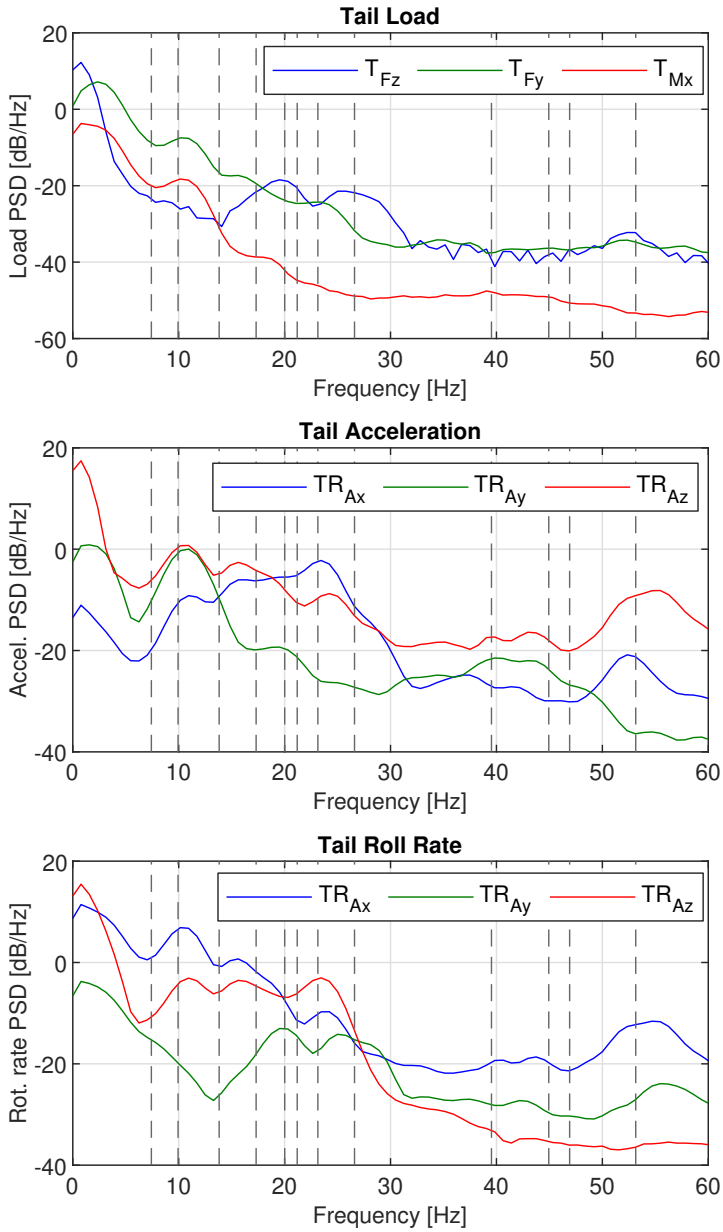 Tail Load
T_Fz T_Fy T_Mx
Load PSD [dB/Hz]
20
0
-20
-40
-60
0 10 20 30 40 50 60
Frequency [Hz]
Tail Acceleration
TR_Ax TR_Ay TR_Az
Accel. PSD [dB/Hz]
20
0
-20
-40
0 10 20 30 40 50 60
Frequency [Hz]
Tail Roll Rate
TR_Ax TR_Ay TR_Az
Rot. rate PSD [dB/Hz]
20
0
-20
-40
0 10 20 30 40 50 60
Frequency [Hz]